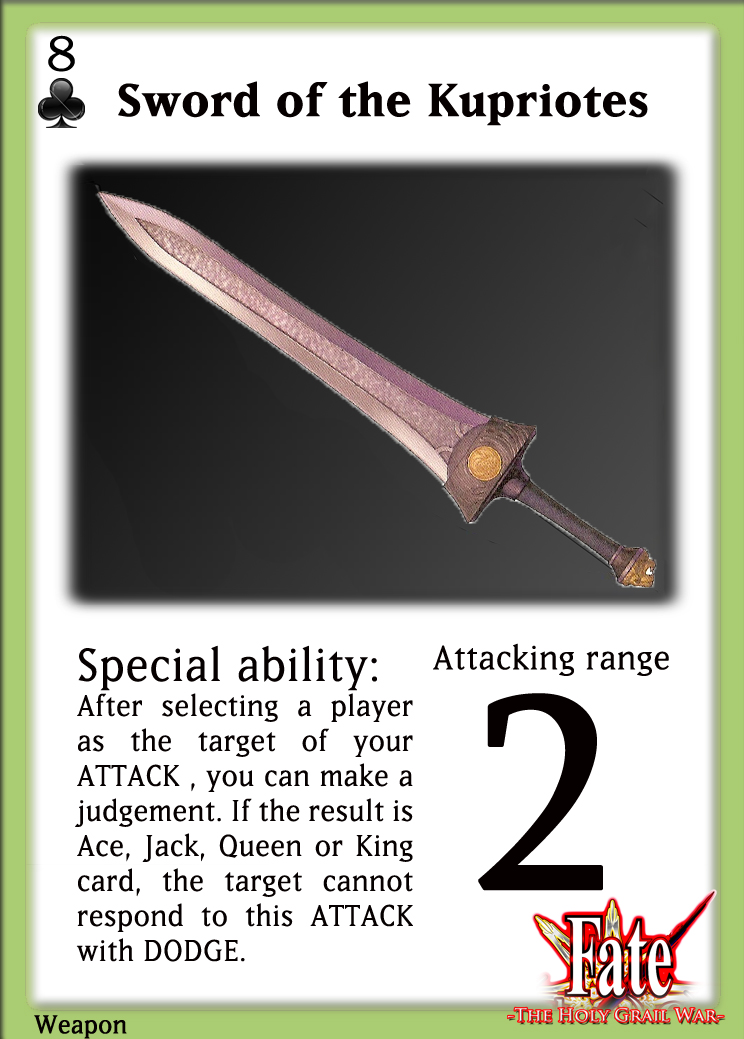 8
Sword of the Kupriotes
Special ability:
After selecting a player
as the target of your
ATTACK , you can make a
judgement. If the result is
Ace, Jack, Queen or King
card, the target cannot
respond to this ATTACK
with DODGE.
Attacking range
2
Fate
-THE HOLY GRAIL WAR-
Weapon